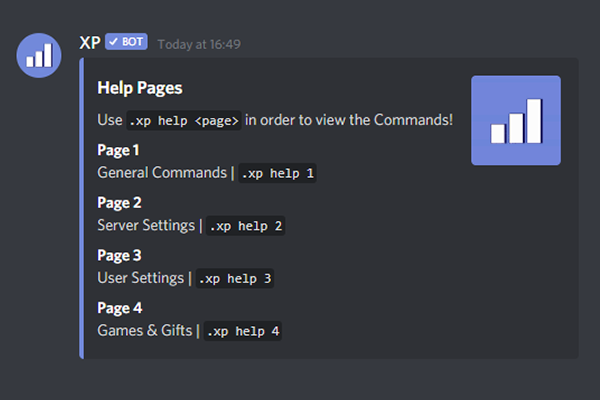 XP ✔ BOT Today at 16:49
Help Pages
Use .xp help <page> in order to view the Commands!
Page 1
General Commands | .xp help 1
Page 2
Server Settings | .xp help 2
Page 3
User Settings | .xp help 3
Page 4
Games & Gifts | .xp help 4